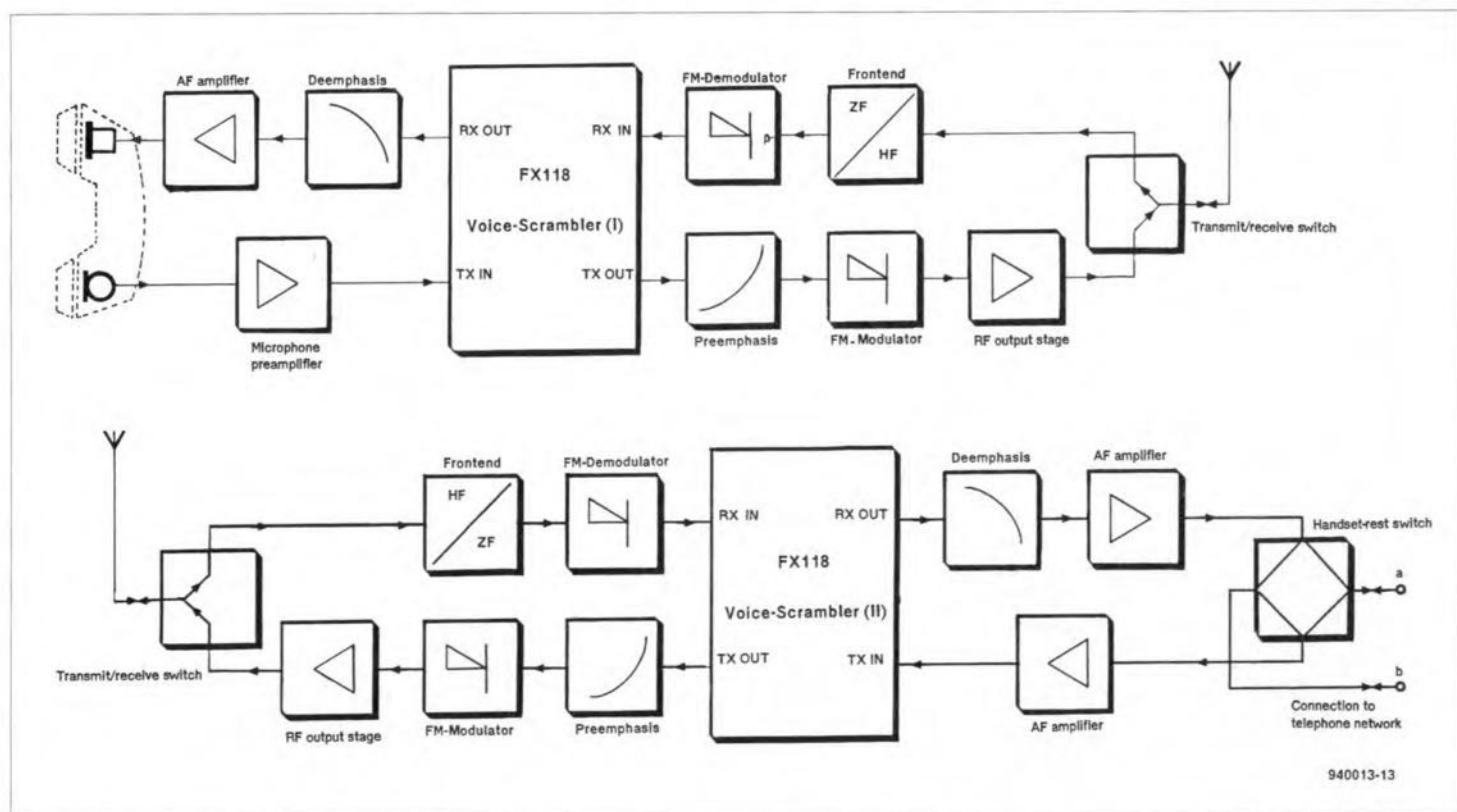 AF amplifier
Deemphasis
FM-Demodulator
Frontend
RX OUT
RX IN
p
ZF
HF
FX118
Voice-Scrambler (I)
Transmit/receive switch
TX IN
TX OUT
Microphone
preamplifier
Preemphasis
FM-Modulator
RF output stage
Frontend
FM-Demodulator
Deemphasis
AF amplifier
HF
ZF
RX IN
RX OUT
Handset-rest switch
FX118
a
Voice-Scrambler (II)
TX OUT
TX IN
Transmit/receive switch
b
RF output stage
FM-Modulator
Preemphasis
AF amplifier
Connection to
telephone network
940013-13